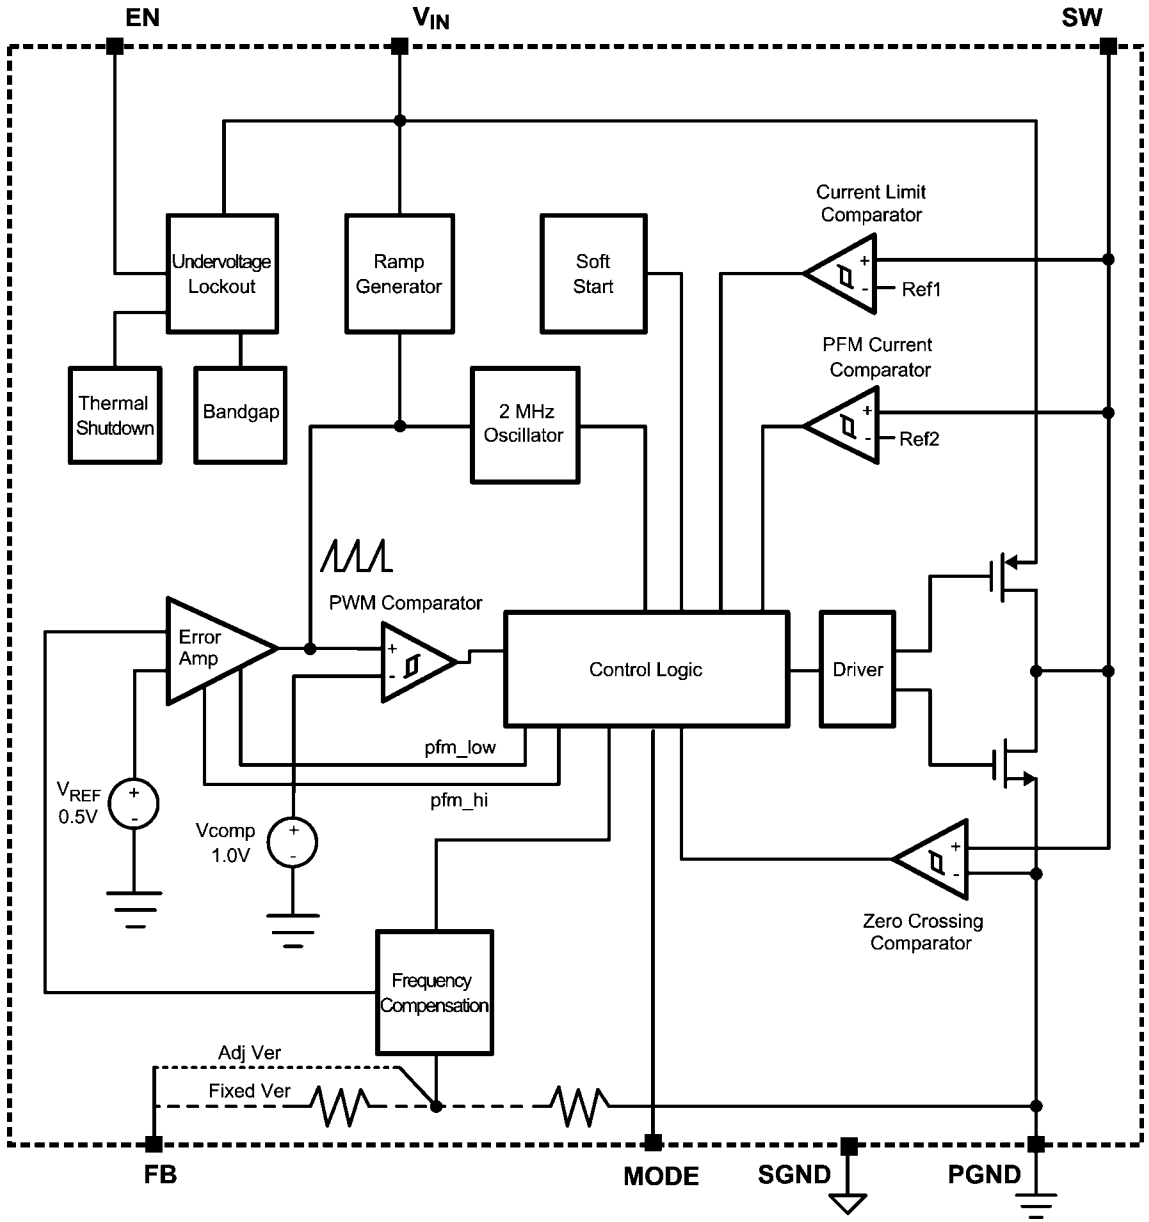 EN
VIN
SW
Current Limit
Comparator
+
-
Ref1
Undervoltage
Lockout
Ramp
Generator
Soft
Start
PFM Current
Comparator
+
-
Ref2
Thermal
Shutdown
Bandgap
2 MHz
Oscillator
PWM Comparator
Error
Amp
+
-
Control Logic
Driver
pfm_low
pfm_hi
VREF
0.5V
+
-
Vcomp
1.0V
+
-
+
-
Zero Crossing
Comparator
Frequency
Compensation
Adj Ver
Fixed Ver
FB
MODE
SGND
PGND